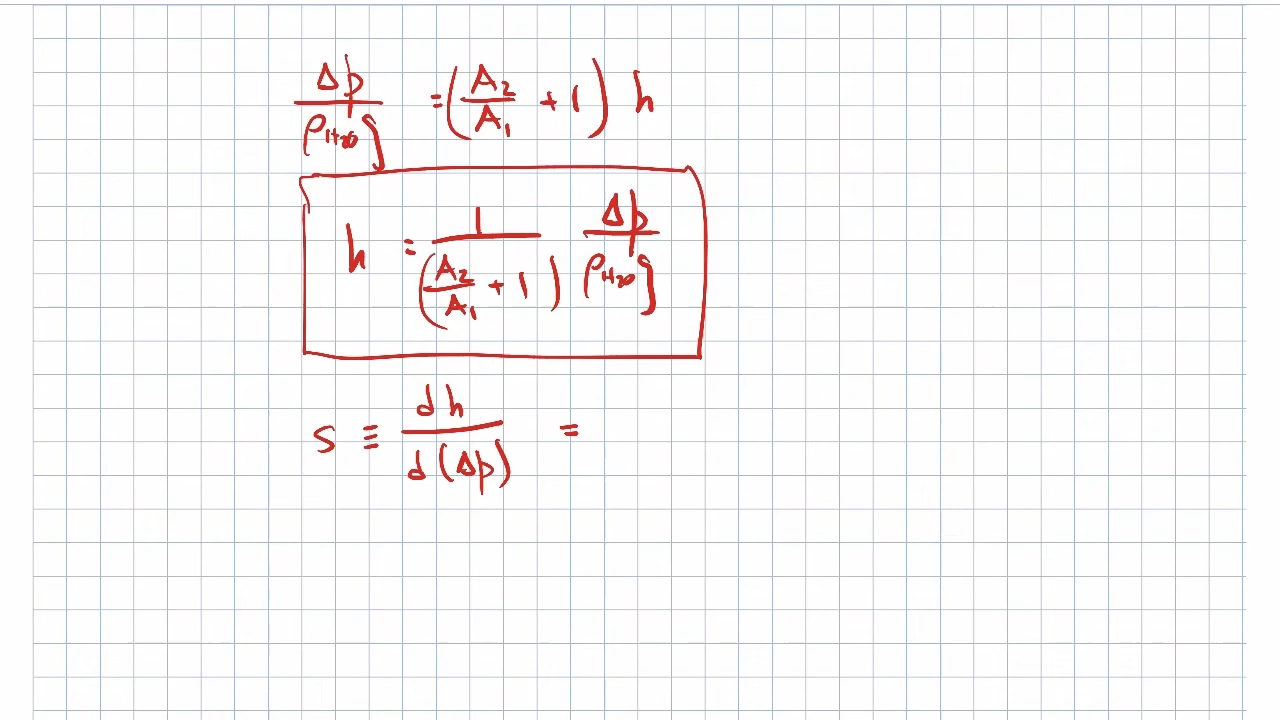 Δp / ρH₂O g = (A₂/A₁ + 1) h
h = 1 / (A₂/A₁ + 1) Δp / ρH₂O g
s ≡ dh / d(Δp) =